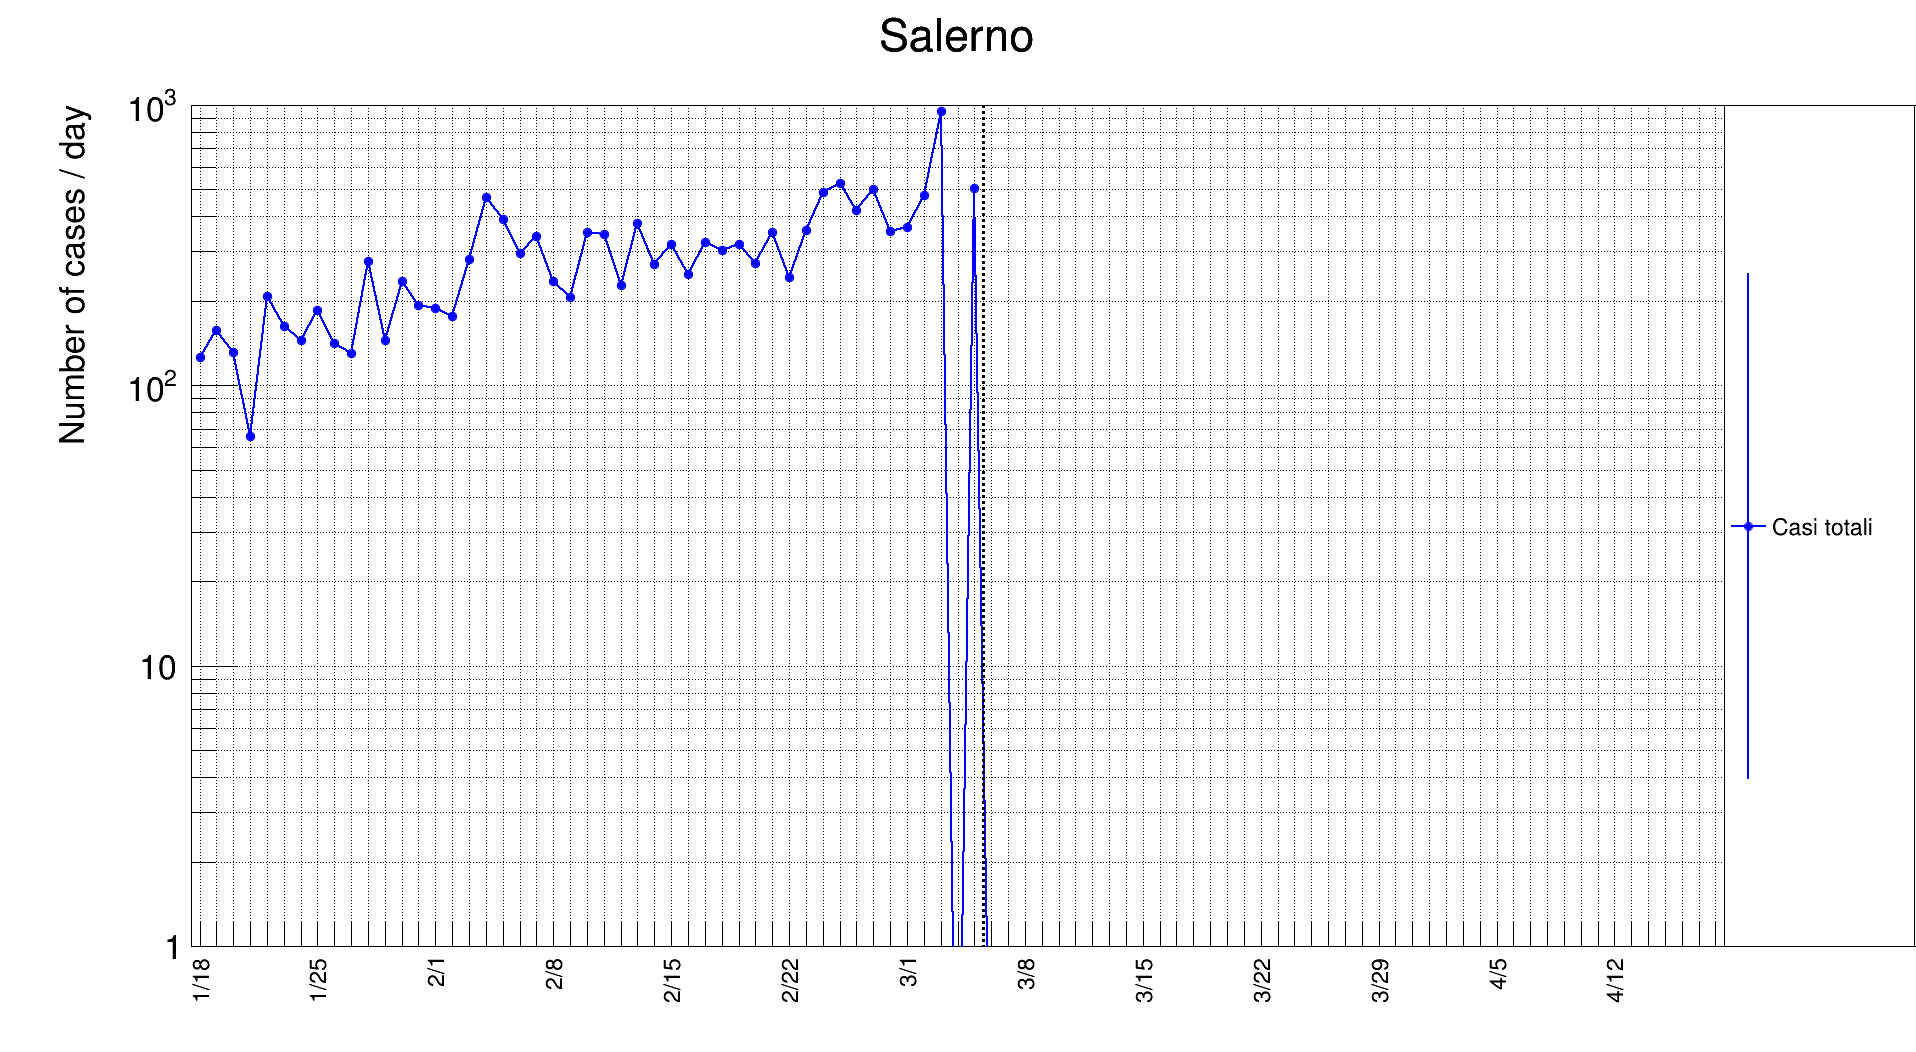 Salerno
Number of cases / day
10³
10²
10
1
1/18 1/25 2/1 2/8 2/15 2/22 3/1 3/8 3/15 3/22 3/29 4/5 4/12
Casi totali